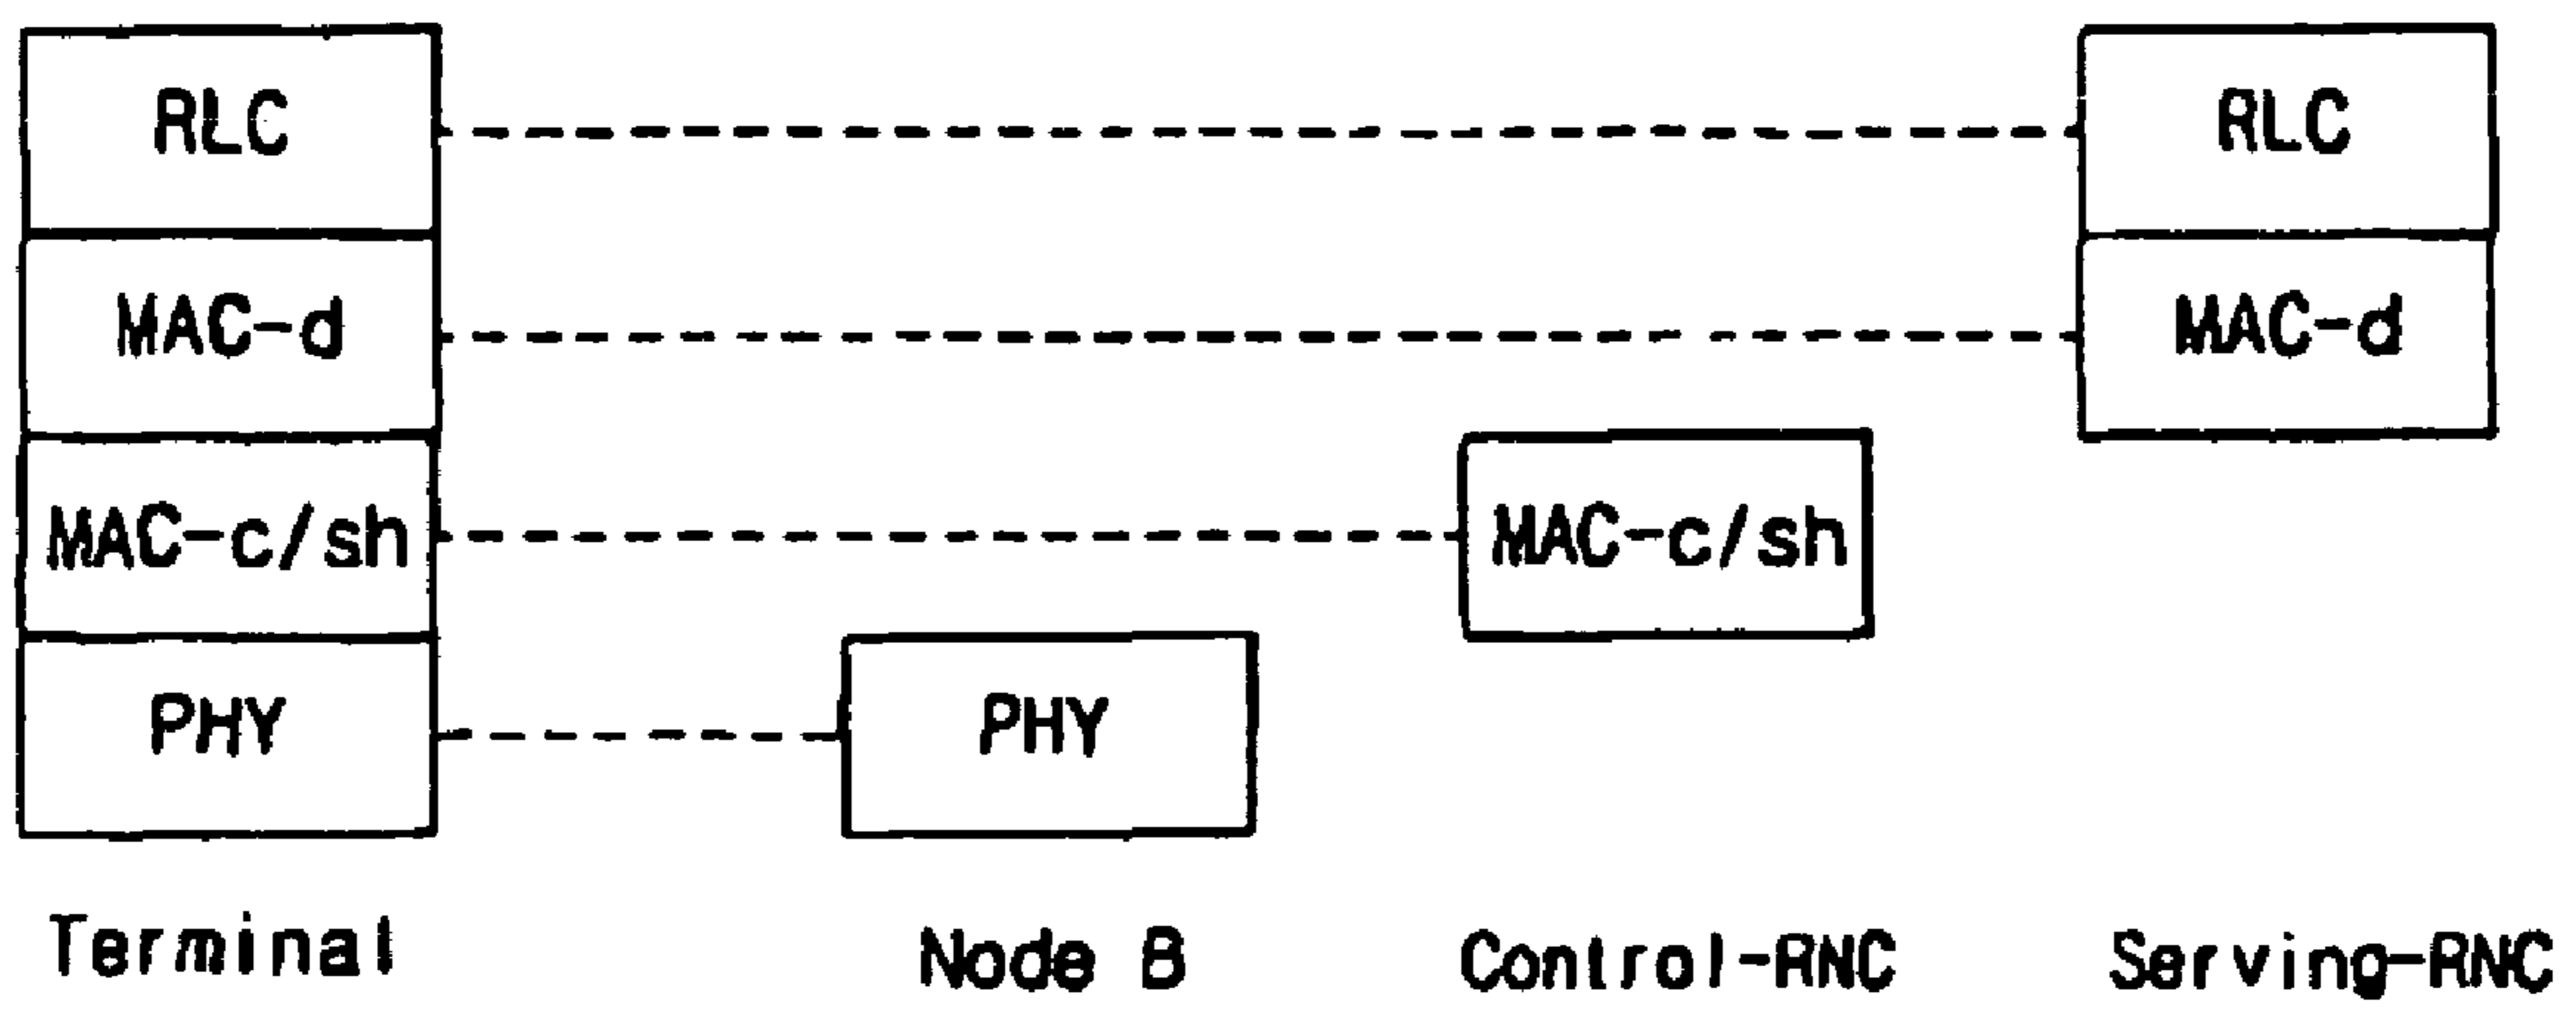 RLC
RLC
MAC-d
MAC-d
MAC-c/sh
MAC-c/sh
PHY
PHY
Terminal
Node B
Control-RNC
Serving-RNC